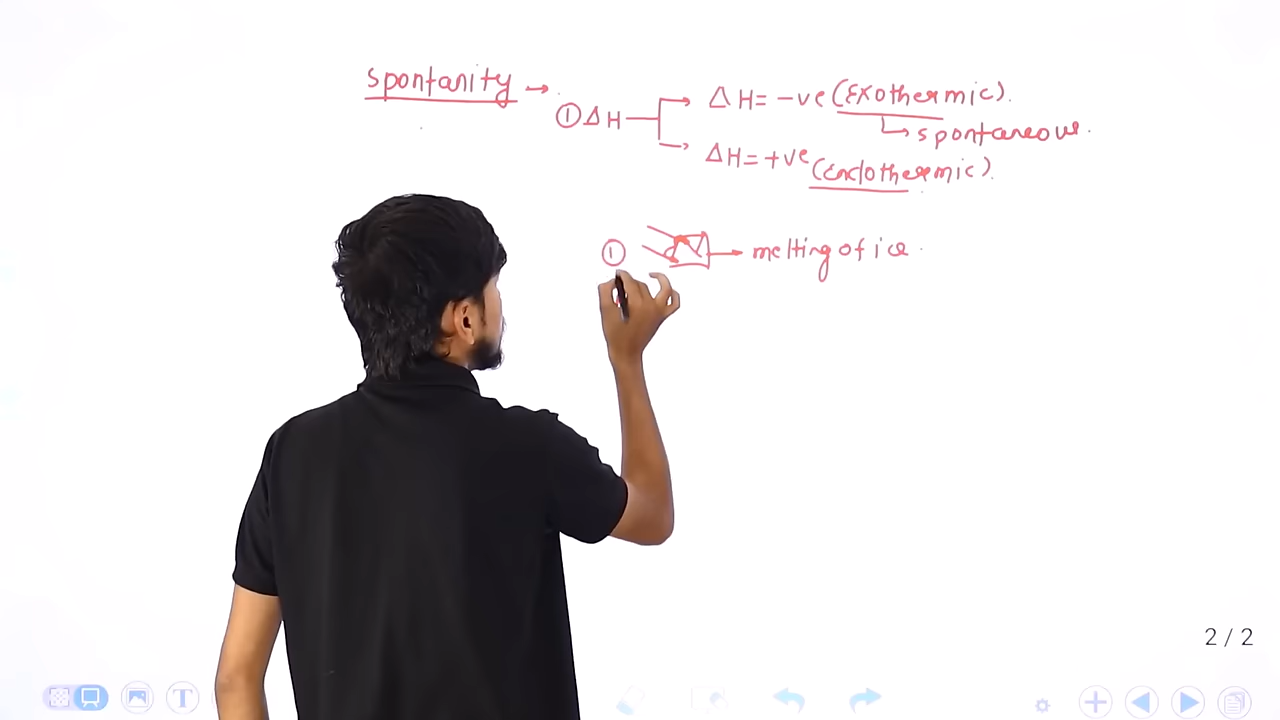 spontanity →
① ΔH
ΔH = -ve (Exothermic).
↳ spontaneous.
ΔH = +ve (Endothermic).
① → melting of ice.
2 / 2
T